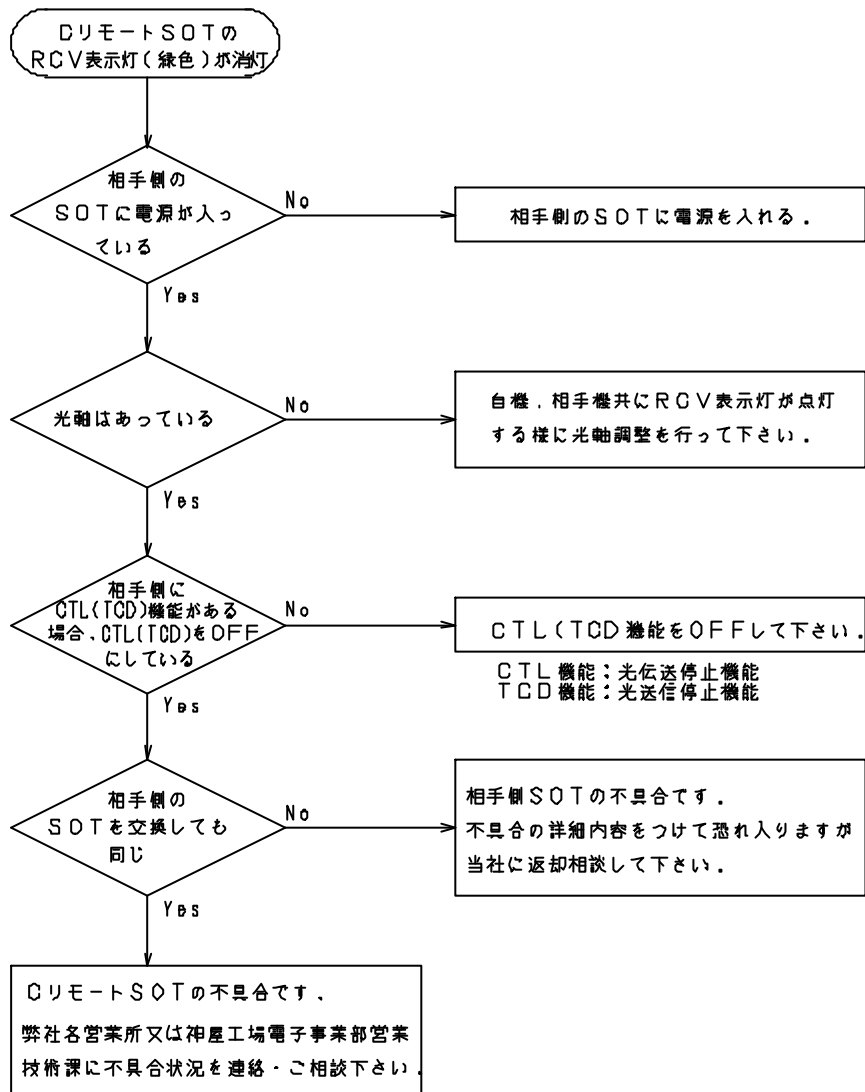 CリモートSOTの
RCV表示灯(緑色)が消灯
相手側の
SOTに電源が入っ
ている
No
相手側のSOTに電源を入れる.
Yes
光軸はあっている
No
自機,相手機共にRCV表示灯が点灯
する様に光軸調整を行って下さい.
Yes
相手側に
CTL(TCD)機能がある
場合、CTL(TCD)をOFF
にしている
No
CTL(TCD機能をOFFして下さい.
CTL機能:光伝送停止機能
TCD機能:光送信停止機能
Yes
相手側の
SOTを交換しても
同じ
No
相手側SOTの不具合です.
不具合の詳細内容をつけて恐れ入りますが
当社に返却相談して下さい.
Yes
CリモートSOTの不具合です.
弊社各営業所又は神屋工場電子事業部営業
技術課に不具合状況を連絡・ご相談下さい.